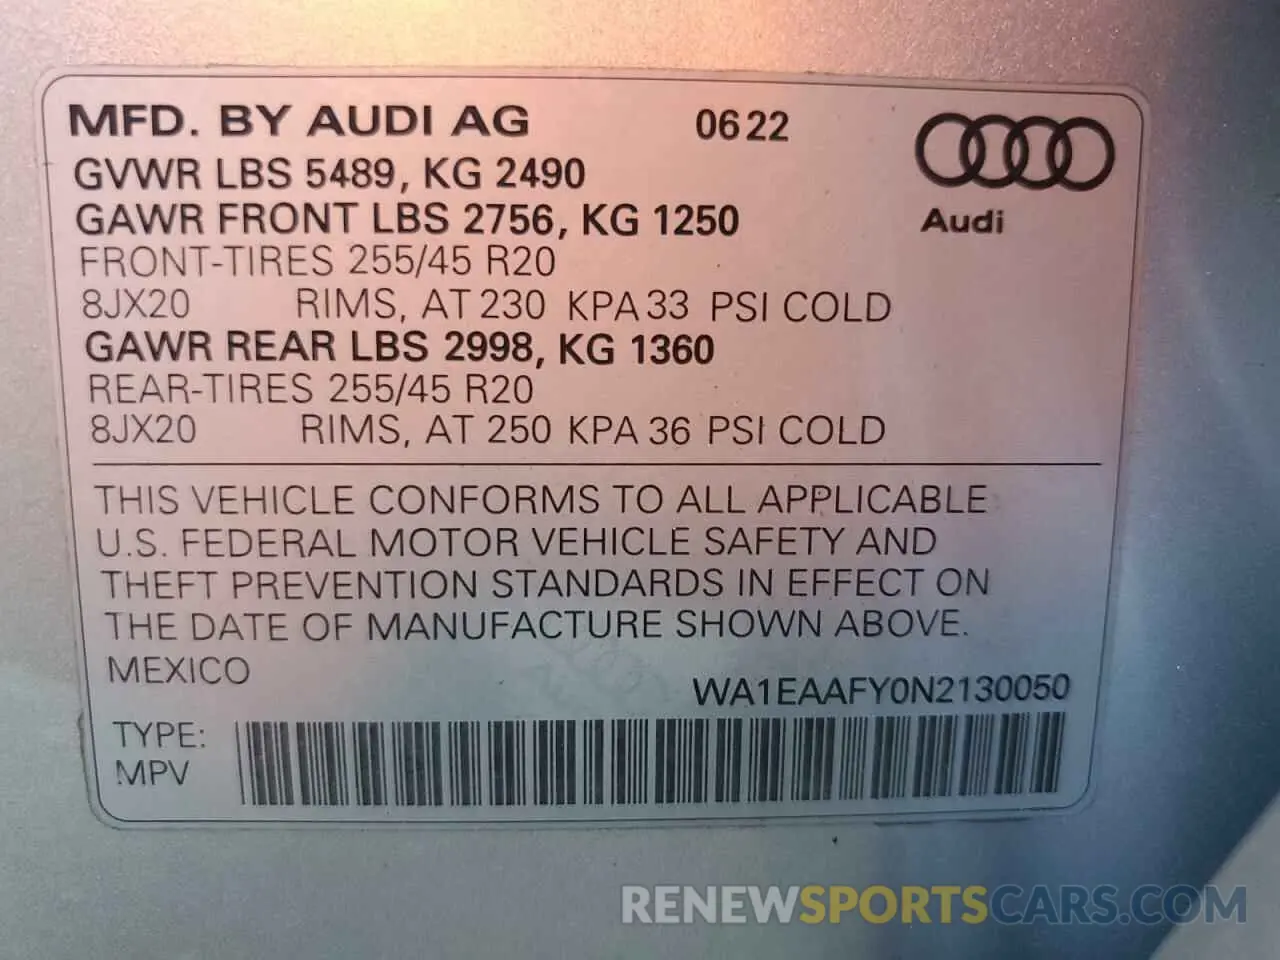 MFD. BY AUDI AG 0622
GVWR LBS 5489, KG 2490
GAWR FRONT LBS 2756, KG 1250
Audi
FRONT-TIRES 255/45 R20
8JX20 RIMS, AT 230 KPA 33 PSI COLD
GAWR REAR LBS 2998, KG 1360
REAR-TIRES 255/45 R20
8JX20 RIMS, AT 250 KPA 36 PSI COLD
THIS VEHICLE CONFORMS TO ALL APPLICABLE
U.S. FEDERAL MOTOR VEHICLE SAFETY AND
THEFT PREVENTION STANDARDS IN EFFECT ON
THE DATE OF MANUFACTURE SHOWN ABOVE.
MEXICO
WA1EAAFY0N2130050
TYPE:
MPV
RENEWSPORTSCARS.COM